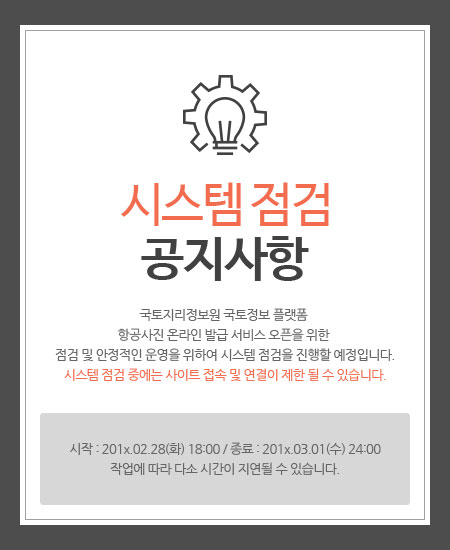 시스템 점검
공지사항
국토지리정보원 국토정보 플랫폼
항공사진 온라인 발급 서비스 오픈을 위한
점검 및 안정적인 운영을 위하여 시스템 점검을 진행할 예정입니다.
시스템 점검 중에는 사이트 접속 및 연결이 제한 될 수 있습니다.
시작 : 201x.02.28(화) 18:00 / 종료 : 201x.03.01(수) 24:00
작업에 따라 다소 시간이 지연될 수 있습니다.